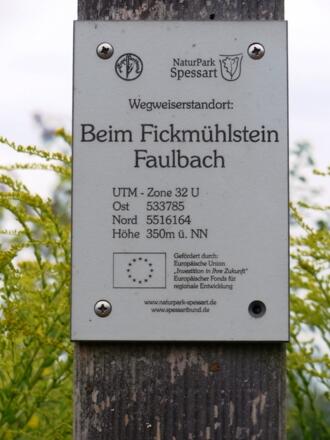 NaturPark
Spessart
Wegweiserstandort:
Beim Fickmühlstein
Faulbach
UTM - Zone 32 U
Ost 533785
Nord 5516164
Höhe 350m ü. NN
Gefördert durch:
Europäische Union
„Investition in Ihre Zukunft"
Europäischer Fonds für
regionale Entwicklung
www.naturpark-spessart.de
www.spessartbund.de